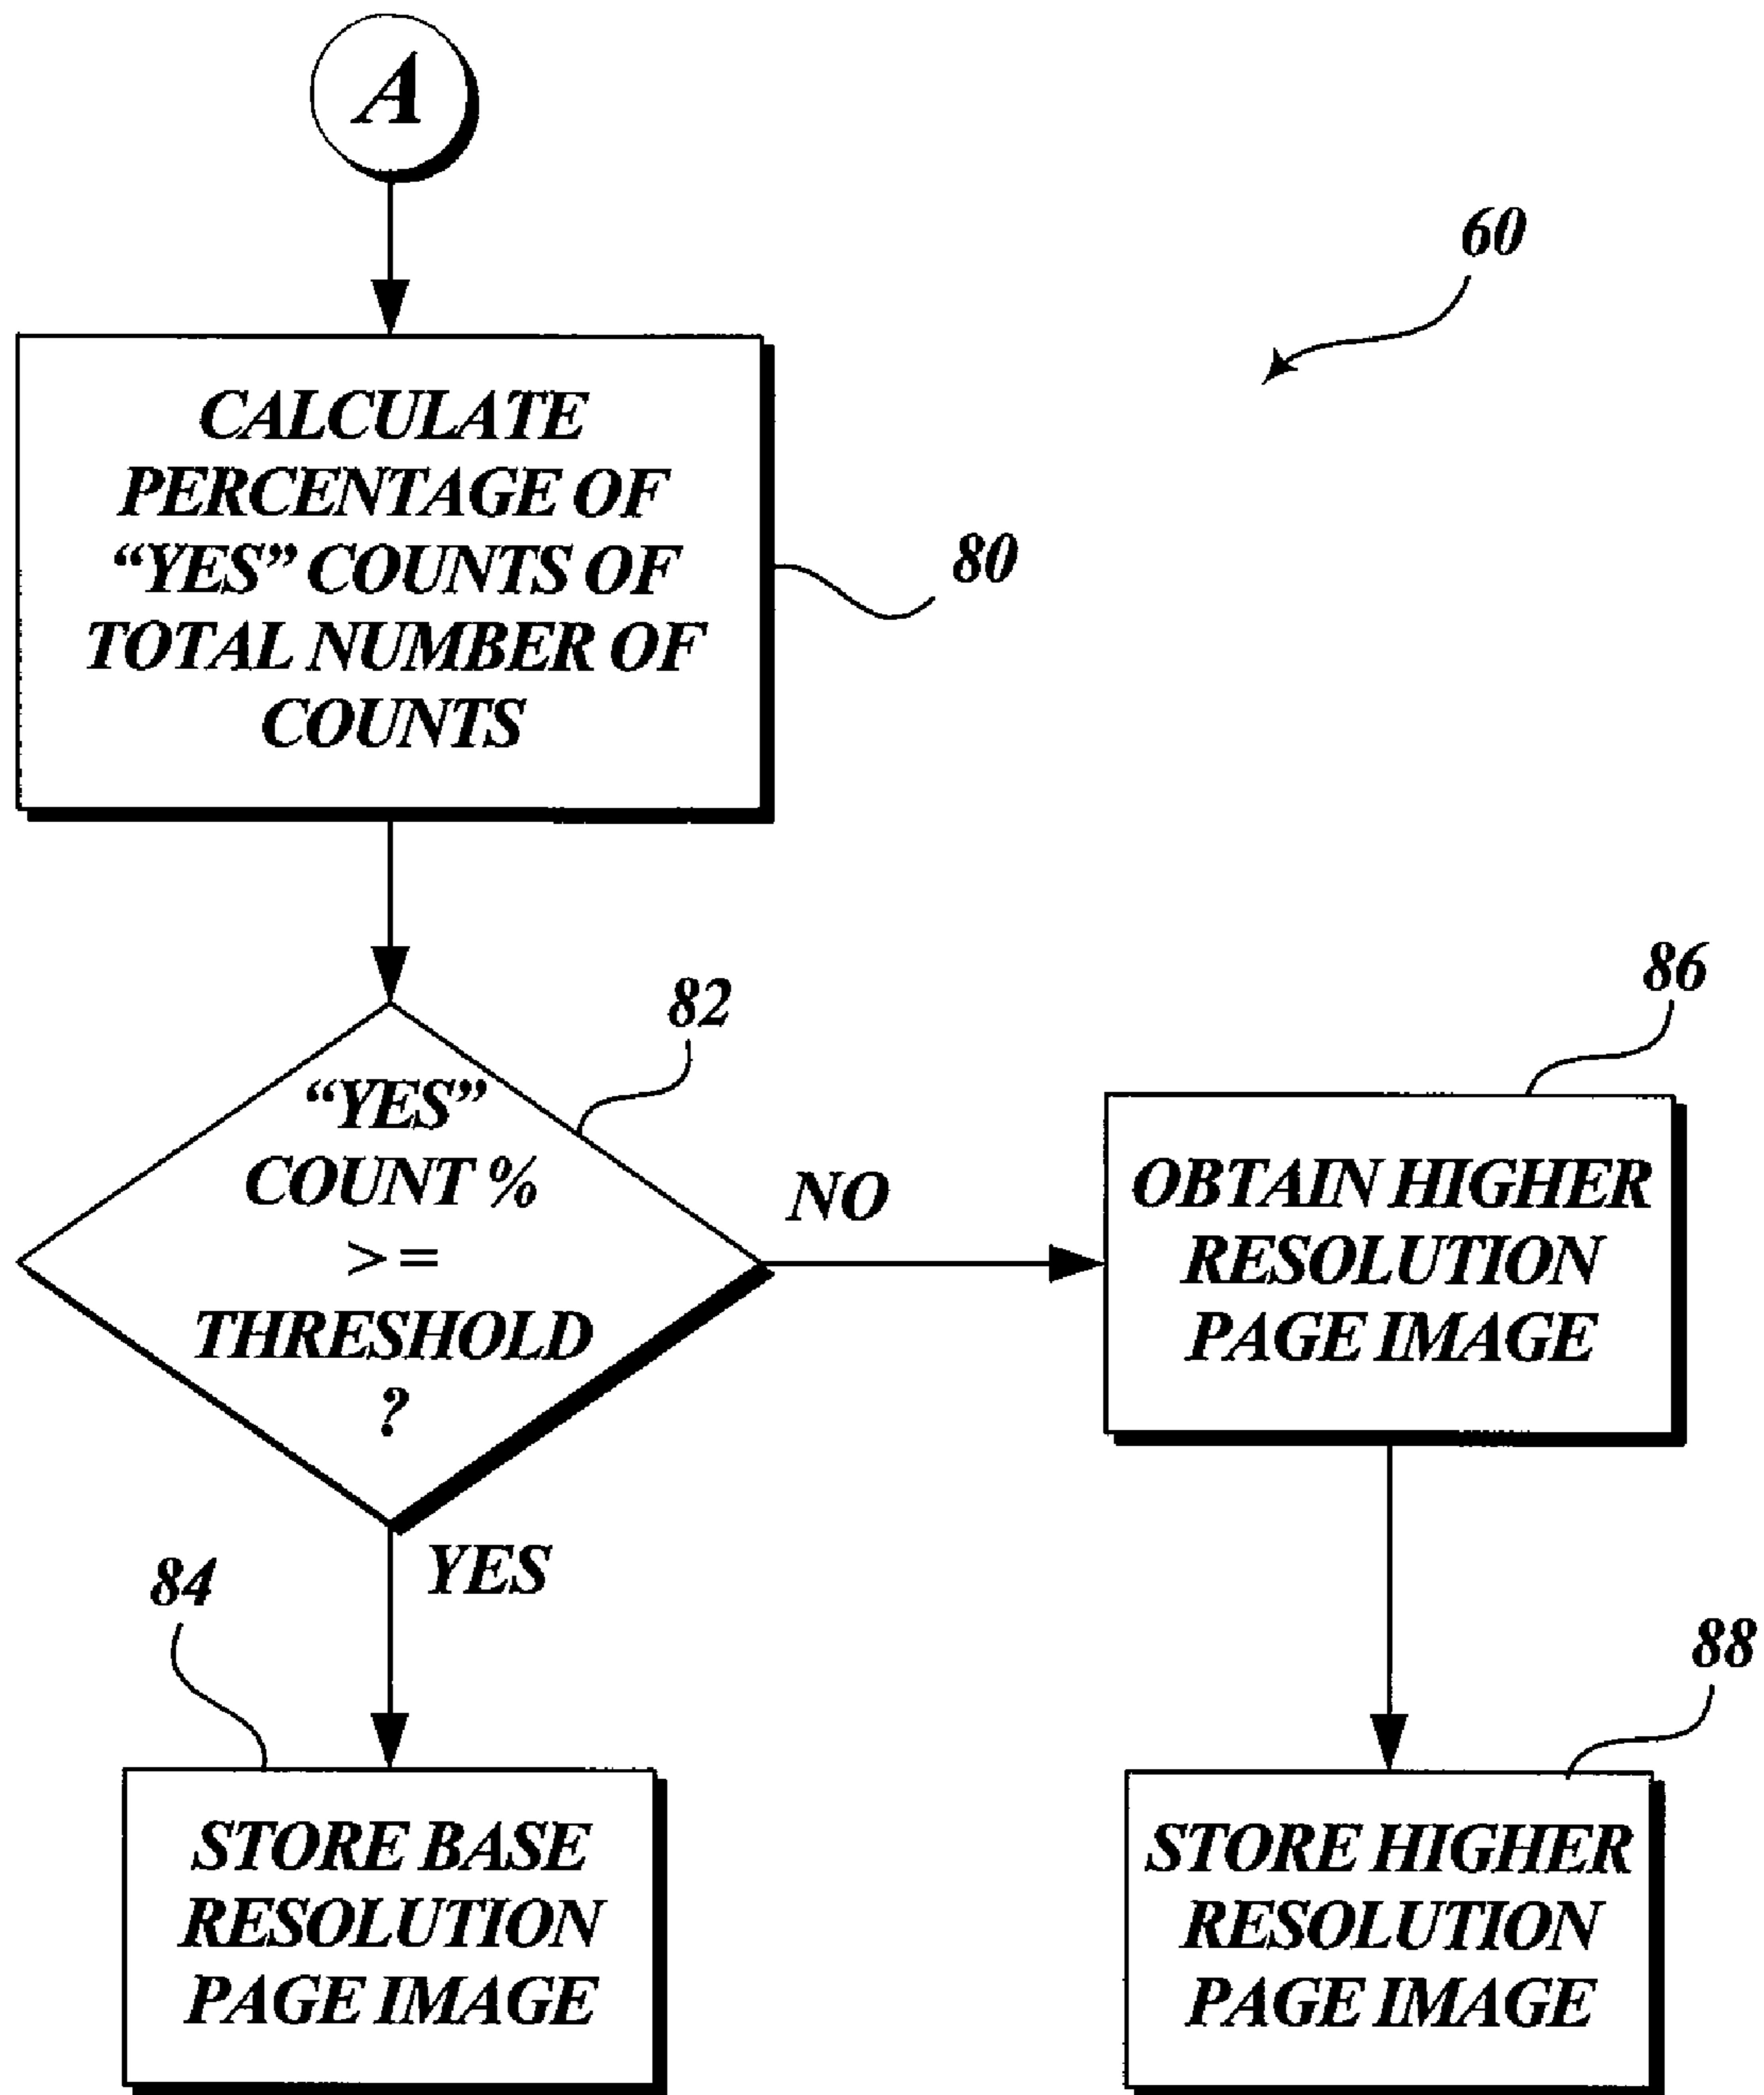 A
60
CALCULATE
PERCENTAGE OF
“YES” COUNTS OF
TOTAL NUMBER OF
COUNTS
80
82
“YES”
COUNT %
>=
THRESHOLD
?
NO
86
OBTAIN HIGHER
RESOLUTION
PAGE IMAGE
YES
84
STORE BASE
RESOLUTION
PAGE IMAGE
88
STORE HIGHER
RESOLUTION
PAGE IMAGE